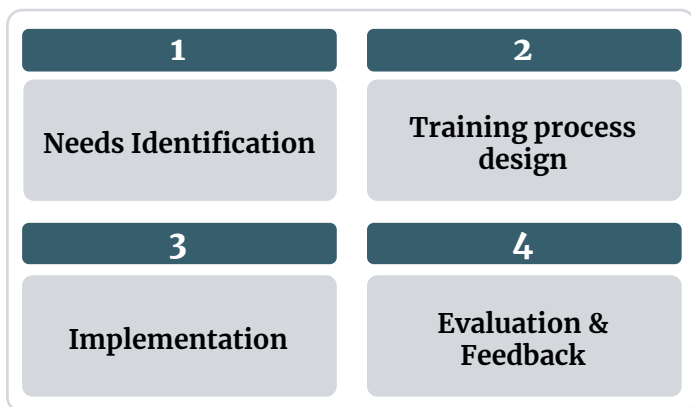 1
Needs Identification
2
Training process
design
3
Implementation
4
Evaluation &
Feedback